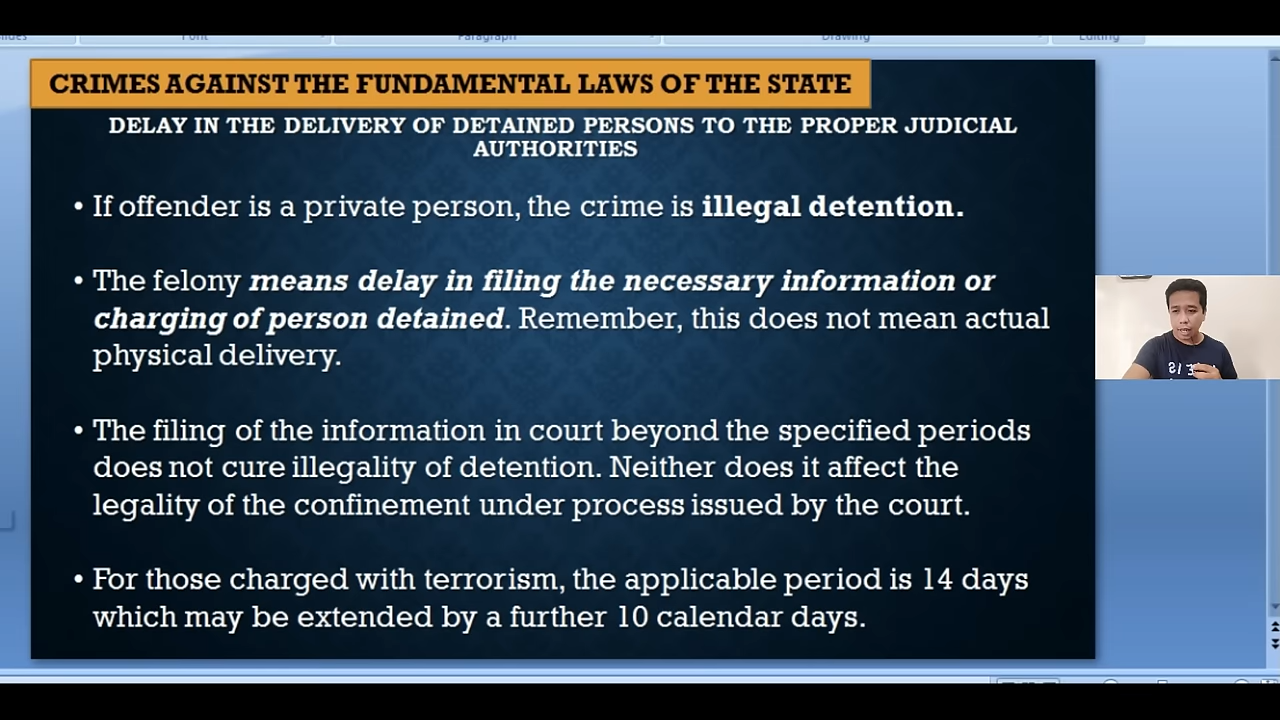 Font
Paragraph
Drawing
Editing
CRIMES AGAINST THE FUNDAMENTAL LAWS OF THE STATE
DELAY IN THE DELIVERY OF DETAINED PERSONS TO THE PROPER JUDICIAL
AUTHORITIES
• If offender is a private person, the crime is illegal detention.
• The felony means delay in filing the necessary information or
charging of person detained. Remember, this does not mean actual
physical delivery.
• The filing of the information in court beyond the specified periods
does not cure illegality of detention. Neither does it affect the
legality of the confinement under process issued by the court.
• For those charged with terrorism, the applicable period is 14 days
which may be extended by a further 10 calendar days.